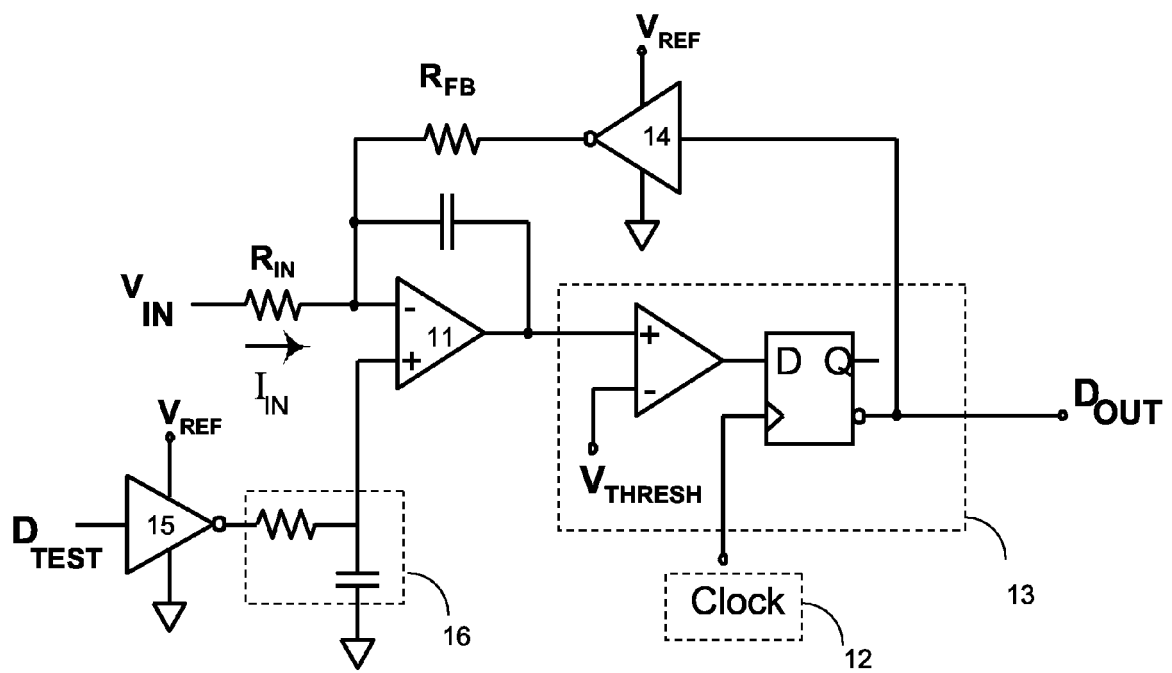 VREF
RFB
14
RIN
VIN
-
11
+
IIN
+
-
D Q
DOUT
VTHRESH
VREF
15
DTEST
16
Clock
12
13